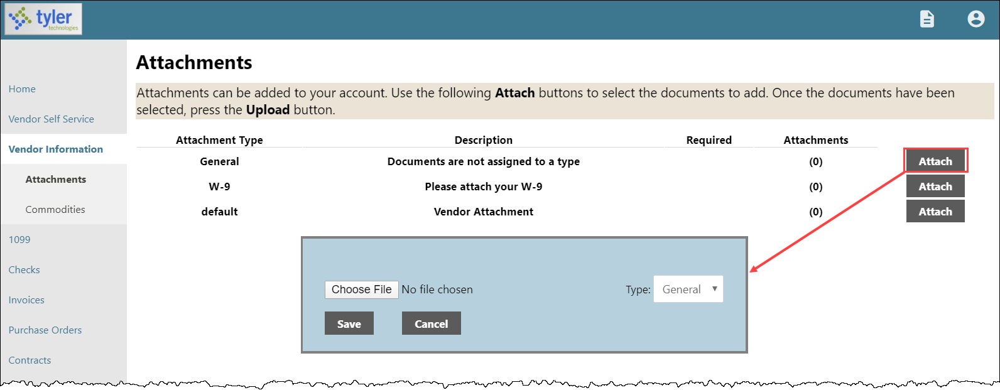 tyler
technologies
Attachments
Attachments can be added to your account. Use the following Attach buttons to select the documents to add. Once the documents have been
selected, press the Upload button.
Home
Vendor Self Service
Vendor Information
Attachments
Commodities
1099
Checks
Invoices
Purchase Orders
Contracts
Attachment Type Description Required Attachments
General Documents are not assigned to a type (0) Attach
W-9 Please attach your W-9 (0) Attach
default Vendor Attachment (0) Attach
Choose File No file chosen Type: General
Save Cancel